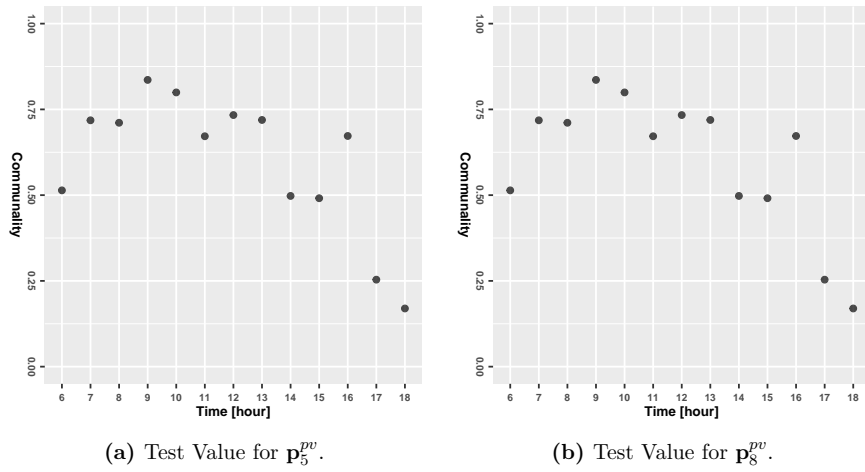 1.00
0.75
0.50
0.25
0.00
Communality
6 7 8 9 10 11 12 13 14 15 16 17 18
Time [hour]
(a) Test Value for p₅ᵖᵛ.
1.00
0.75
0.50
0.25
0.00
Communality
6 7 8 9 10 11 12 13 14 15 16 17 18
Time [hour]
(b) Test Value for p₈ᵖᵛ.